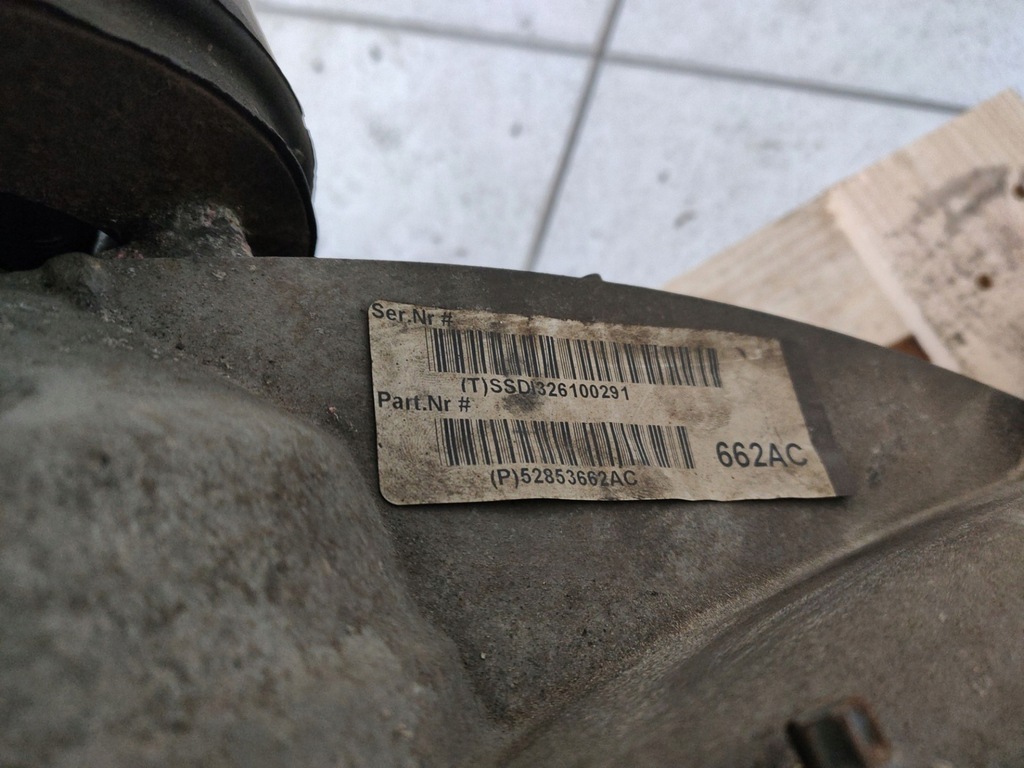 Ser.Nr #
(T)SSDI326100291
Part.Nr #
662AC
(P)52853662AC